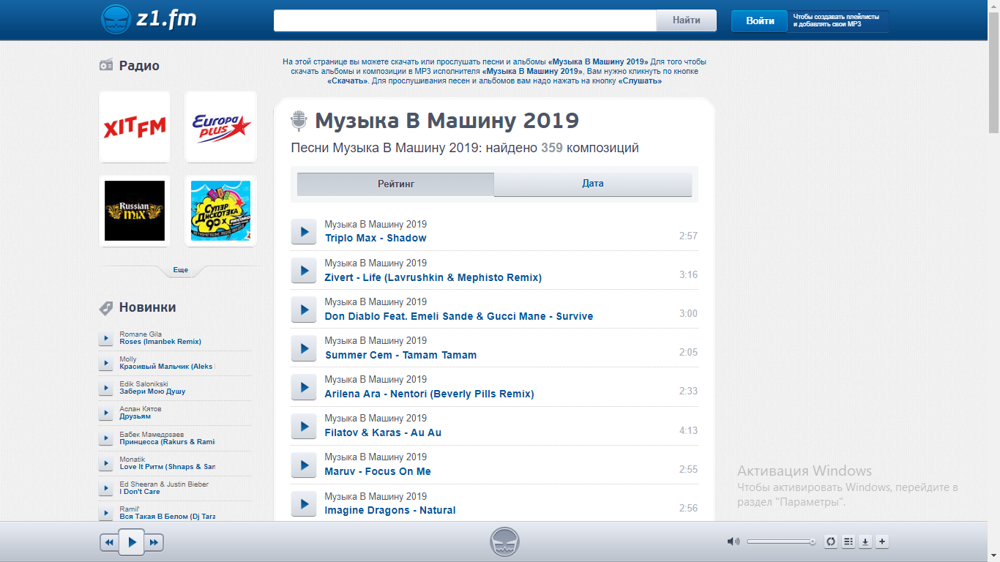 z1.fm
Найти
Войти
Чтобы создавать плейлисты
и добавлять свои MP3
Радио
ХIТ FM
Europa
PLUS
Russian
MIX
СУПЕР
ДИСКОТЭКА
90х
RECORD
Еще
Новинки
Romane Gila
Roses (Imanbek Remix)
Molly
Красивый Мальчик (Aleks
Edik Salonikski
Забери Мою Душу
Аслан Кятов
Друзьям
Бабек Мамедрзаев
Принцесса (Rakurs & Rami
Monatik
Love It Ритм (Shnaps & San
Ed Sheeran & Justin Bieber
I Don't Care
Ramil'
Вся Такая В Белом (Dj Tara
На этой странице вы можете скачать или прослушать песни и альбомы «Музыка В Машину 2019» Для того чтобы
скачать альбомы и композиции в MP3 исполнителя «Музыка В Машину 2019», Вам нужно кликнуть по кнопке
«Скачать». Для прослушивания песен и альбомов вам надо нажать на кнопку «Слушать»
Музыка В Машину 2019
Песни Музыка В Машину 2019: найдено 359 композиций
Рейтинг Дата
Музыка В Машину 2019
Triplo Max - Shadow 2:57
Музыка В Машину 2019
Zivert - Life (Lavrushkin & Mephisto Remix) 3:16
Музыка В Машину 2019
Don Diablo Feat. Emeli Sande & Gucci Mane - Survive 3:00
Музыка В Машину 2019
Summer Cem - Tamam Tamam 2:05
Музыка В Машину 2019
Arilena Ara - Nentori (Beverly Pills Remix) 2:33
Музыка В Машину 2019
Filatov & Karas - Au Au 4:13
Музыка В Машину 2019
Maruv - Focus On Me 2:55
Музыка В Машину 2019
Imagine Dragons - Natural 2:56
Активация Windows
Чтобы активировать Windows, перейдите в
раздел "Параметры".